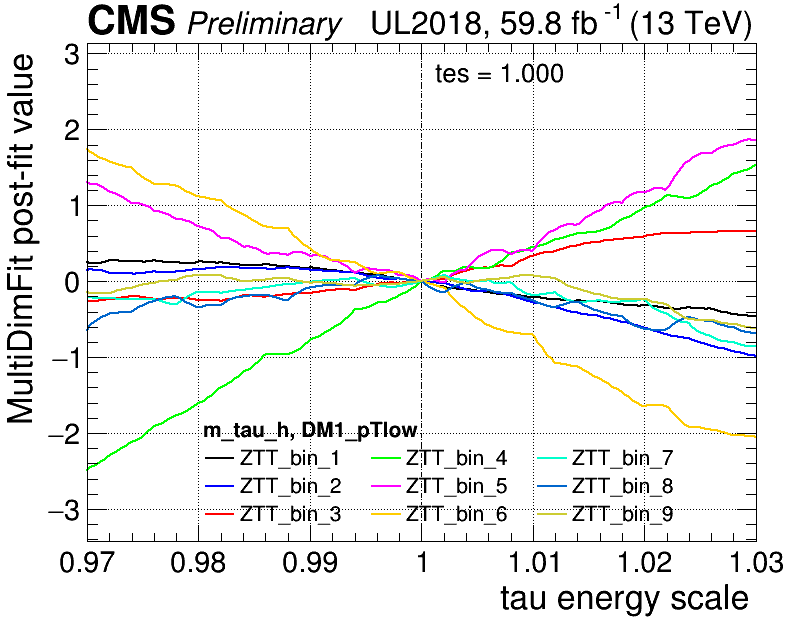 CMS Preliminary UL2018, 59.8 fb⁻¹ (13 TeV)
MultiDimFit post-fit value
tes = 1.000
3
2
1
0
−1
−2
−3
m_tau_h, DM1_pTlow
ZTT_bin_1 ZTT_bin_4 ZTT_bin_7
ZTT_bin_2 ZTT_bin_5 ZTT_bin_8
ZTT_bin_3 ZTT_bin_6 ZTT_bin_9
0.97 0.98 0.99 1 1.01 1.02 1.03
tau energy scale